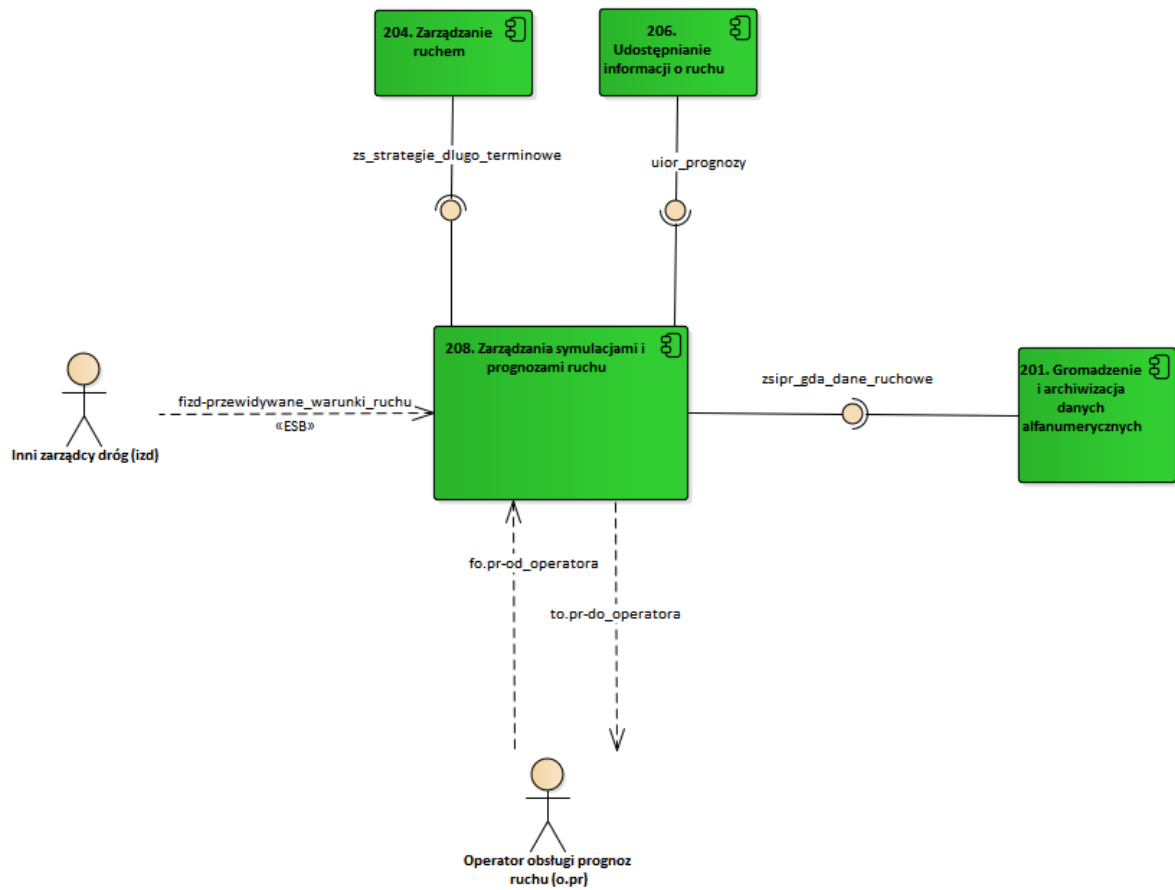 204. Zarządzanie
ruchem
206.
Udostępnianie
informacji o ruchu
zs_strategie_dlugo_terminowe
uior_prognozy
208. Zarządzania symulacjami i
prognozami ruchu
201. Gromadzenie
i archiwizacja
danych
alfanumerycznych
zsipr_gda_dane_ruchowe
fizd-przewidywane_warunki_ruchu
«ESB»
Inni zarządcy dróg (izd)
fo.pr-od_operatora
to.pr-do_operatora
Operator obsługi prognoz
ruchu (o.pr)